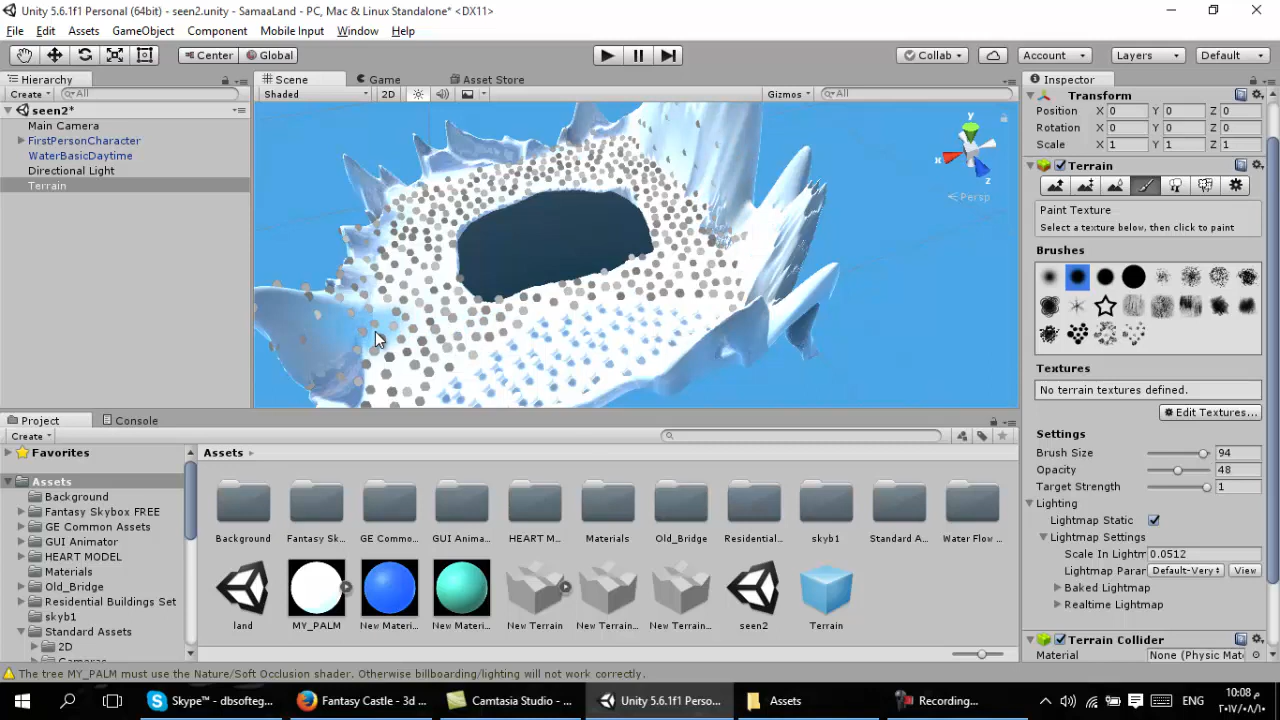 Unity 5.6.1f1 Personal (64bit) - seen2.unity - SamaaLand - PC, Mac & Linux Standalone* <DX11>
File Edit Assets GameObject Component Mobile Input Window Help
Center Global Collab Account Layers Default
Hierarchy Scene Game Asset Store Inspector
Create All Shaded 2D Gizmos All Transform
seen2* Position X 0 Y 0 Z 0
Main Camera Rotation X 0 Y 0 Z 0
FirstPersonCharacter Scale X 1 Y 1 Z 1
WaterBasicDaytime Terrain
Directional Light
Terrain
y
x
z
Persp
Paint Texture
Select a texture below, then click to paint
Brushes
Textures
No terrain textures defined.
Edit Textures...
Settings
Brush Size 94
Opacity 48
Target Strength 1
Lighting
Lightmap Static
Lightmap Settings
Scale In Lightm 0.0512
Lightmap Paran Default-Very View
Baked Lightmap
Realtime Lightmap
Terrain Collider
Material None (Physic Mate
Project Console
Create
Favorites Assets
Assets
Background
Fantasy Skybox FREE
GE Common Assets
GUI Animator
HEART MODEL
Materials
Old_Bridge
Residential Buildings Set
skyb1
Standard Assets
2D
Cameras
Background Fantasy Sk... GE Commo... GUI Anima... HEART M... Materials Old_Bridge Residential... skyb1 Standard A... Water Flow ...
land MY_PALM New Materi... New Materi... New Terrain New Terrain... New Terrain... seen2 Terrain
The tree MY_PALM must use the Nature/Soft Occlusion shader. Otherwise billboarding/lighting will not work correctly.
Skype™ - dbsofteg... Fantasy Castle - 3d ... Camtasia Studio - ... Unity 5.6.1f1 Perso... Assets Recording... ENG 10:08 م
٢٠١٧/٠٨/١٠